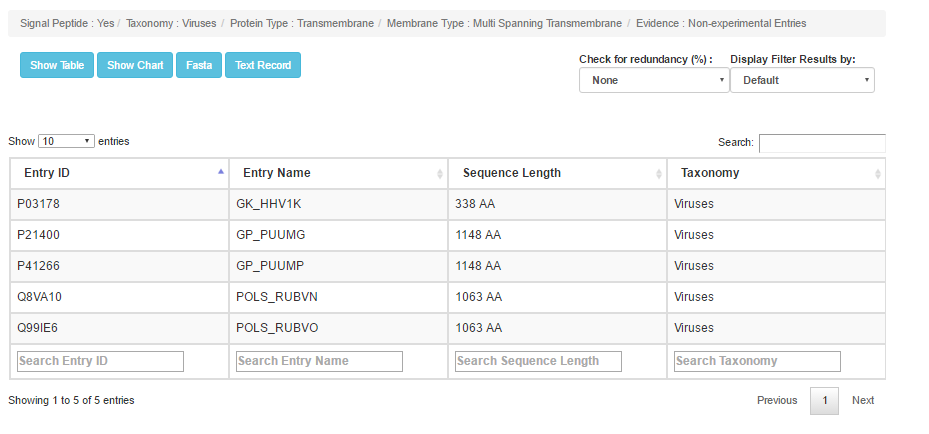 Signal Peptide : Yes / Taxonomy : Viruses / Protein Type : Transmembrane / Membrane Type : Multi Spanning Transmembrane / Evidence : Non-experimental Entries
Show Table Show Chart Fasta Text Record
Check for redundancy (%) : Display Filter Results by:
None Default
Show 10 entries Search:
Entry ID Entry Name Sequence Length Taxonomy
P03178 GK_HHV1K 338 AA Viruses
P21400 GP_PUUMG 1148 AA Viruses
P41266 GP_PUUMP 1148 AA Viruses
Q8VA10 POLS_RUBVN 1063 AA Viruses
Q99IE6 POLS_RUBVO 1063 AA Viruses
Search Entry ID Search Entry Name Search Sequence Length Search Taxonomy
Showing 1 to 5 of 5 entries Previous 1 Next